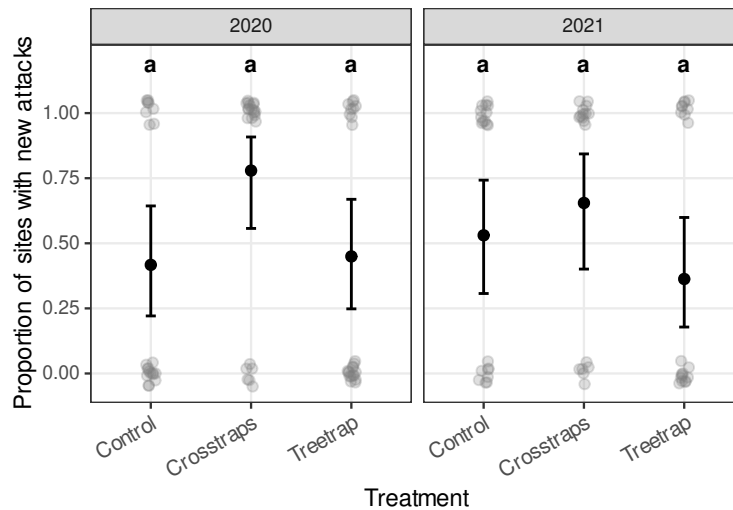 2020 2021
a a a a a a
Proportion of sites with new attacks
1.00
0.75
0.50
0.25
0.00
Control Crosstraps Treetrap Control Crosstraps Treetrap
Treatment